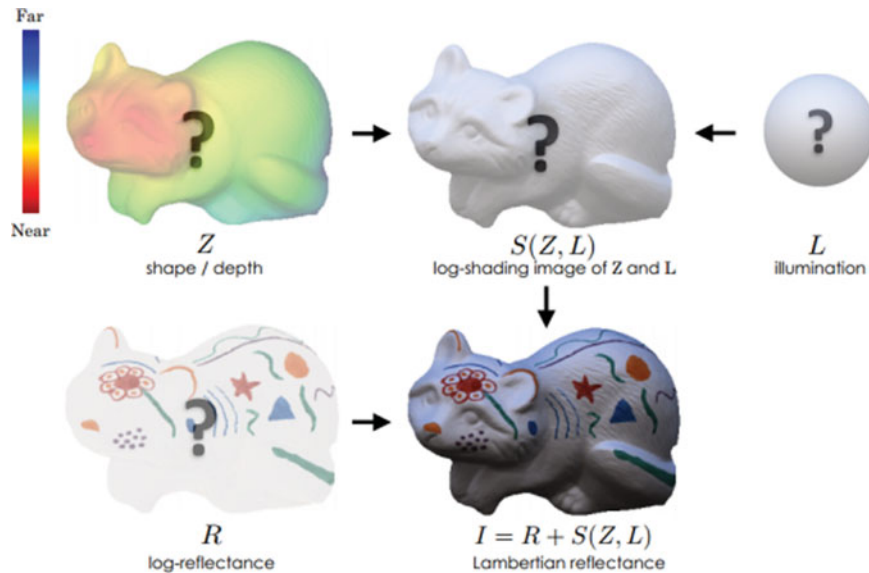 Far
Near
?
Z
shape / depth
?
S(Z, L)
log-shading image of Z and L
?
L
illumination
?
R
log-reflectance
I = R + S(Z, L)
Lambertian reflectance